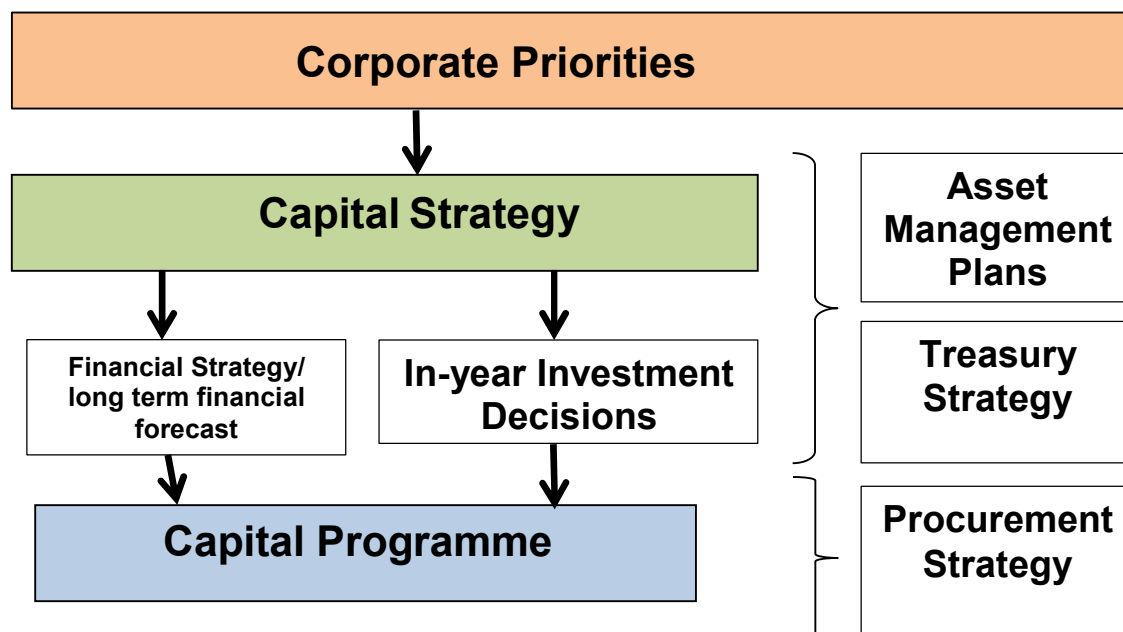 Corporate Priorities
Capital Strategy
Asset
Management
Plans
Financial Strategy/
long term financial
forecast
In-year Investment
Decisions
Treasury
Strategy
Capital Programme
Procurement
Strategy